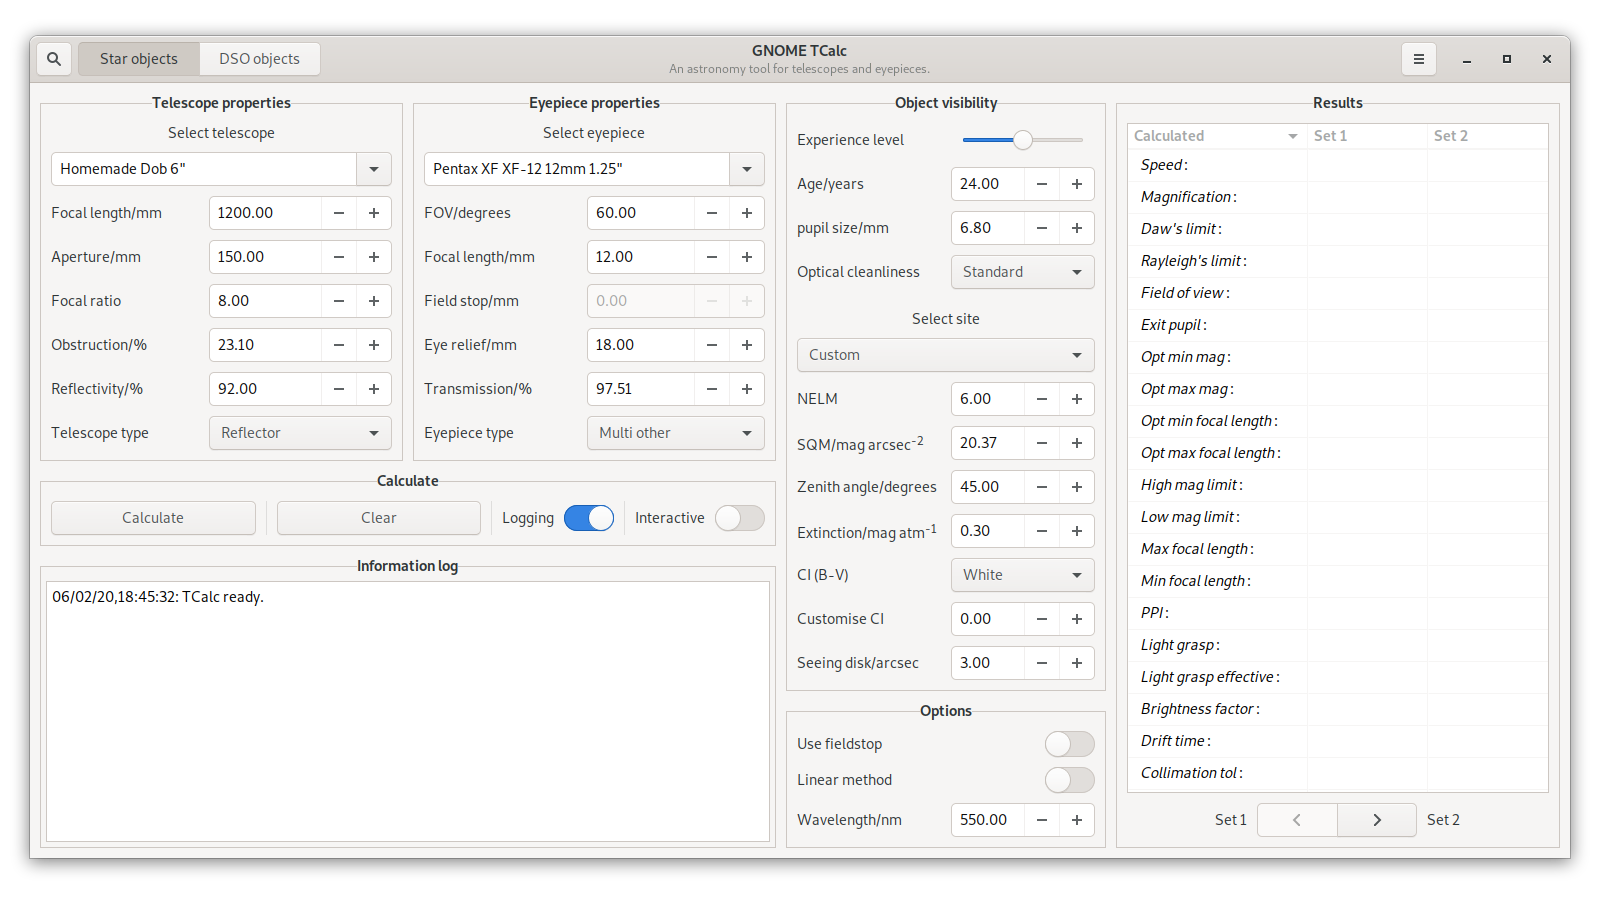 Star objects
DSO objects
GNOME TCalc
An astronomy tool for telescopes and eyepieces.
Telescope properties
Select telescope
Homemade Dob 6"
Focal length/mm 1200.00
Aperture/mm 150.00
Focal ratio 8.00
Obstruction/% 23.10
Reflectivity/% 92.00
Telescope type Reflector
Eyepiece properties
Select eyepiece
Pentax XF XF-12 12mm 1.25"
FOV/degrees 60.00
Focal length/mm 12.00
Field stop/mm 0.00
Eye relief/mm 18.00
Transmission/% 97.51
Eyepiece type Multi other
Calculate
Calculate Clear Logging Interactive
Information log
06/02/20,18:45:32: TCalc ready.
Object visibility
Experience level
Age/years 24.00
pupil size/mm 6.80
Optical cleanliness Standard
Select site
Custom
NELM 6.00
SQM/mag arcsec-2 20.37
Zenith angle/degrees 45.00
Extinction/mag atm-1 0.30
CI (B-V) White
Customise CI 0.00
Seeing disk/arcsec 3.00
Options
Use fieldstop
Linear method
Wavelength/nm 550.00
Results
Calculated Set 1 Set 2
Speed:
Magnification:
Daw's limit:
Rayleigh's limit:
Field of view:
Exit pupil:
Opt min mag:
Opt max mag:
Opt min focal length:
Opt max focal length:
High mag limit:
Low mag limit:
Max focal length:
Min focal length:
PPI:
Light grasp:
Light grasp effective:
Brightness factor:
Drift time:
Collimation tol:
Set 1 Set 2